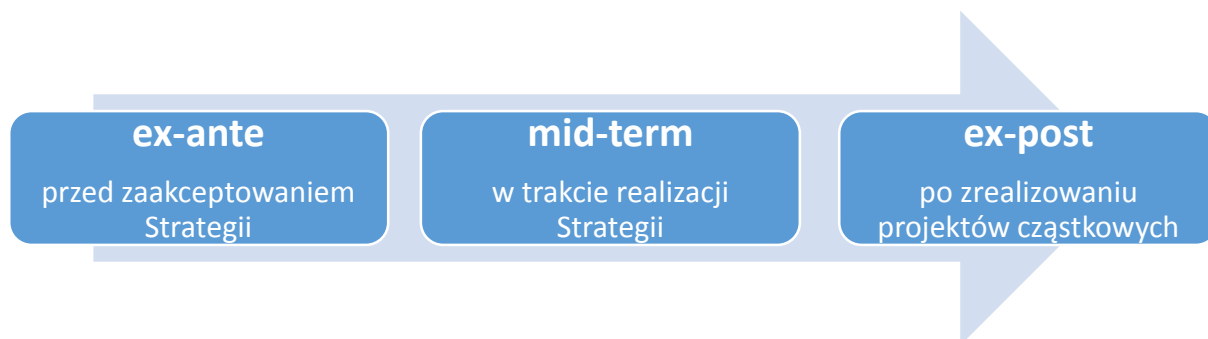 ex-ante
przed zaakceptowaniem
Strategii
mid-term
w trakcie realizacji
Strategii
ex-post
po zrealizowaniu
projektów cząstkowych